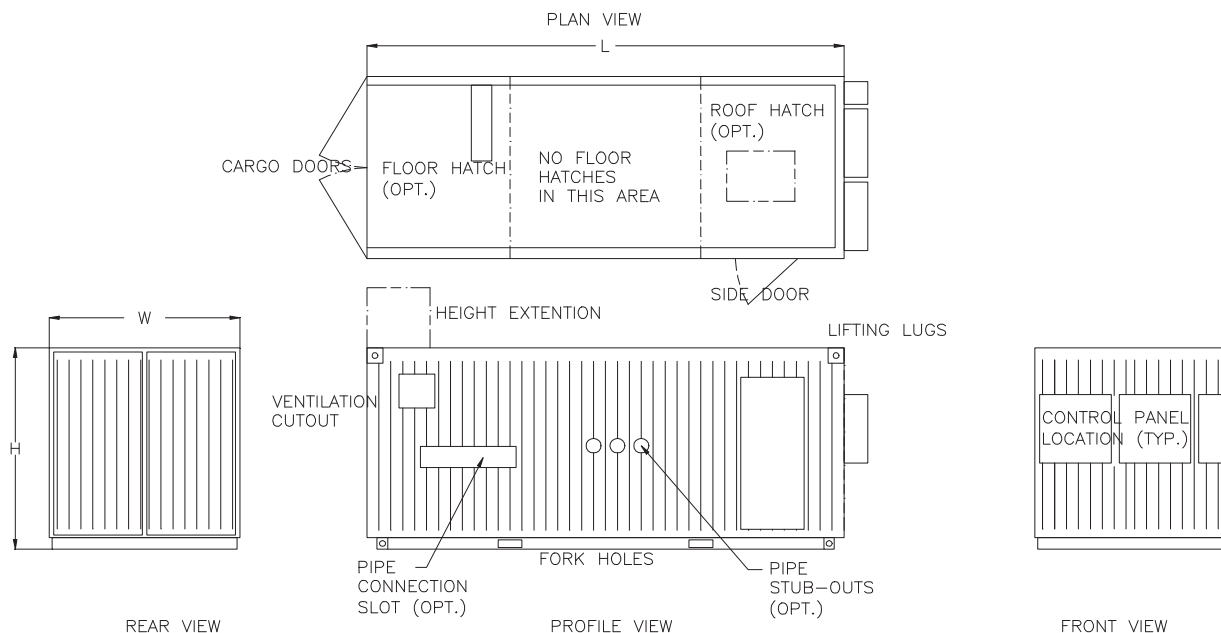 PLAN VIEW
L
ROOF HATCH
(OPT.)
CARGO DOORS
FLOOR HATCH
(OPT.)
NO FLOOR
HATCHES
IN THIS AREA
SIDE DOOR
HEIGHT EXTENTION
W
LIFTING LUGS
H
VENTILATION
CUTOUT
CONTROL PANEL
LOCATION (TYP.)
FORK HOLES
PIPE
CONNECTION
SLOT (OPT.)
PIPE
STUB-OUTS
(OPT.)
REAR VIEW
PROFILE VIEW
FRONT VIEW